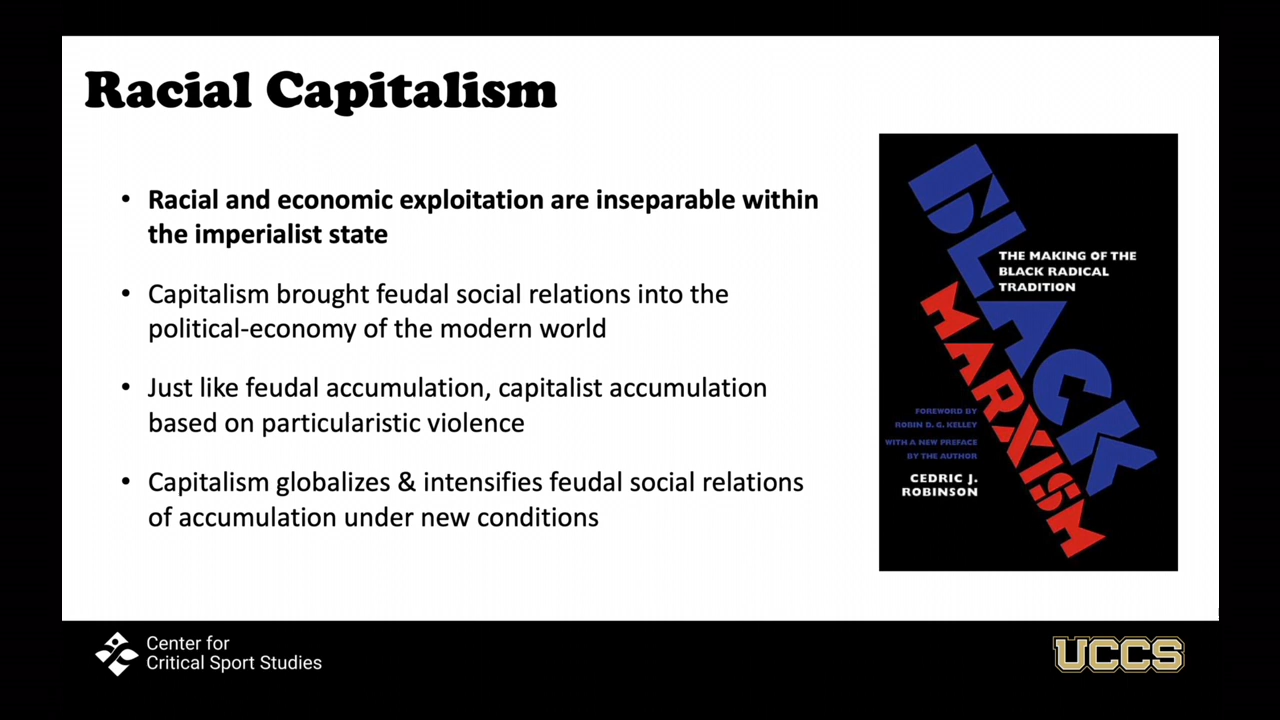 Racial Capitalism
• Racial and economic exploitation are inseparable within
the imperialist state
• Capitalism brought feudal social relations into the
political-economy of the modern world
• Just like feudal accumulation, capitalist accumulation
based on particularistic violence
• Capitalism globalizes & intensifies feudal social relations
of accumulation under new conditions
BLACK
MARXISM
THE MAKING OF THE
BLACK RADICAL
TRADITION
FOREWORD BY
ROBIN D. G. KELLEY
WITH A NEW PREFACE
BY THE AUTHOR
CEDRIC J.
ROBINSON
Center for
Critical Sport Studies
UCCS